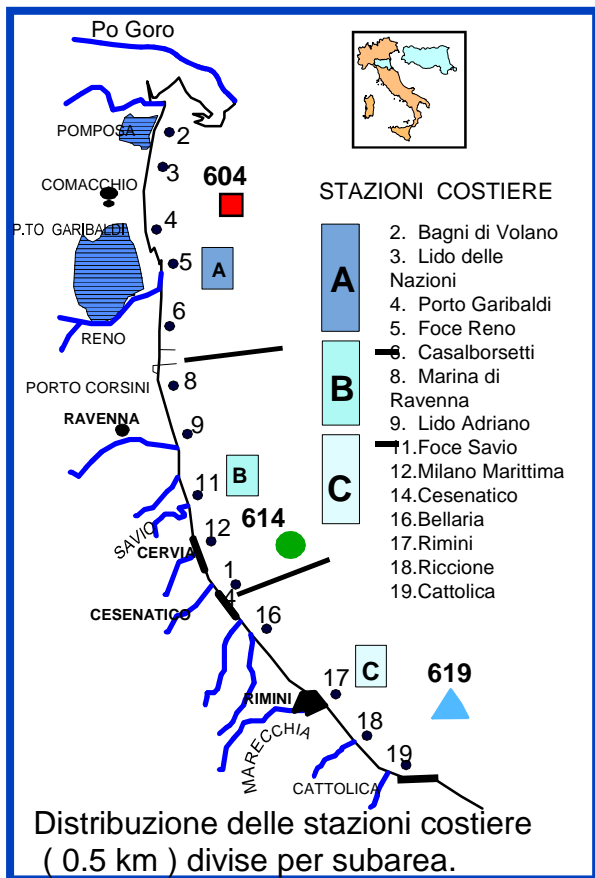 Po Goro
POMPOSA
2
3
604
COMACCHIO
P.TO GARIBALDI
4
5
A
6
RENO
PORTO CORSINI
8
RAVENNA
9
11
B
SAVIO
12
614
CERVIA
1
4
CESENATICO
16
17
C
619
RIMINI
MARECCHIA
18
19
CATTOLICA
STAZIONI COSTIERE
A
B
C
2. Bagni di Volano
3. Lido delle
Nazioni
4. Porto Garibaldi
5. Foce Reno
6. Casalborsetti
8. Marina di
Ravenna
9. Lido Adriano
11.Foce Savio
12.Milano Marittima
14.Cesenatico
16.Bellaria
17.Rimini
18.Riccione
19.Cattolica
Distribuzione delle stazioni costiere
( 0.5 km ) divise per subarea.